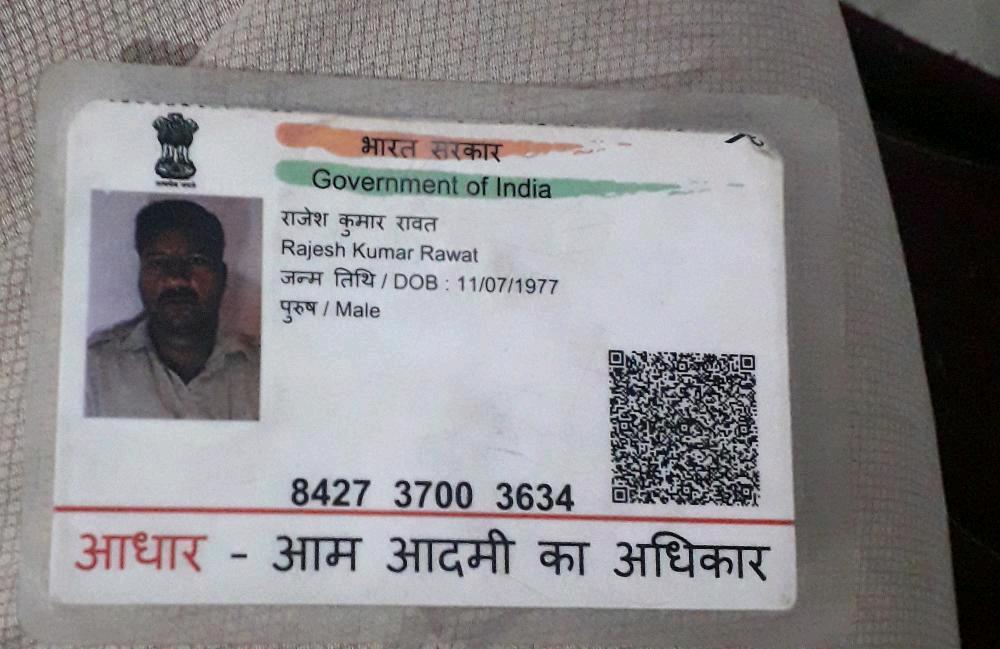 भारत सरकार
Government of India
राजेश कुमार रावत
Rajesh Kumar Rawat
जन्म तिथि / DOB : 11/07/1977
पुरुष / Male
8427 3700 3634
आधार - आम आदमी का अधिकार